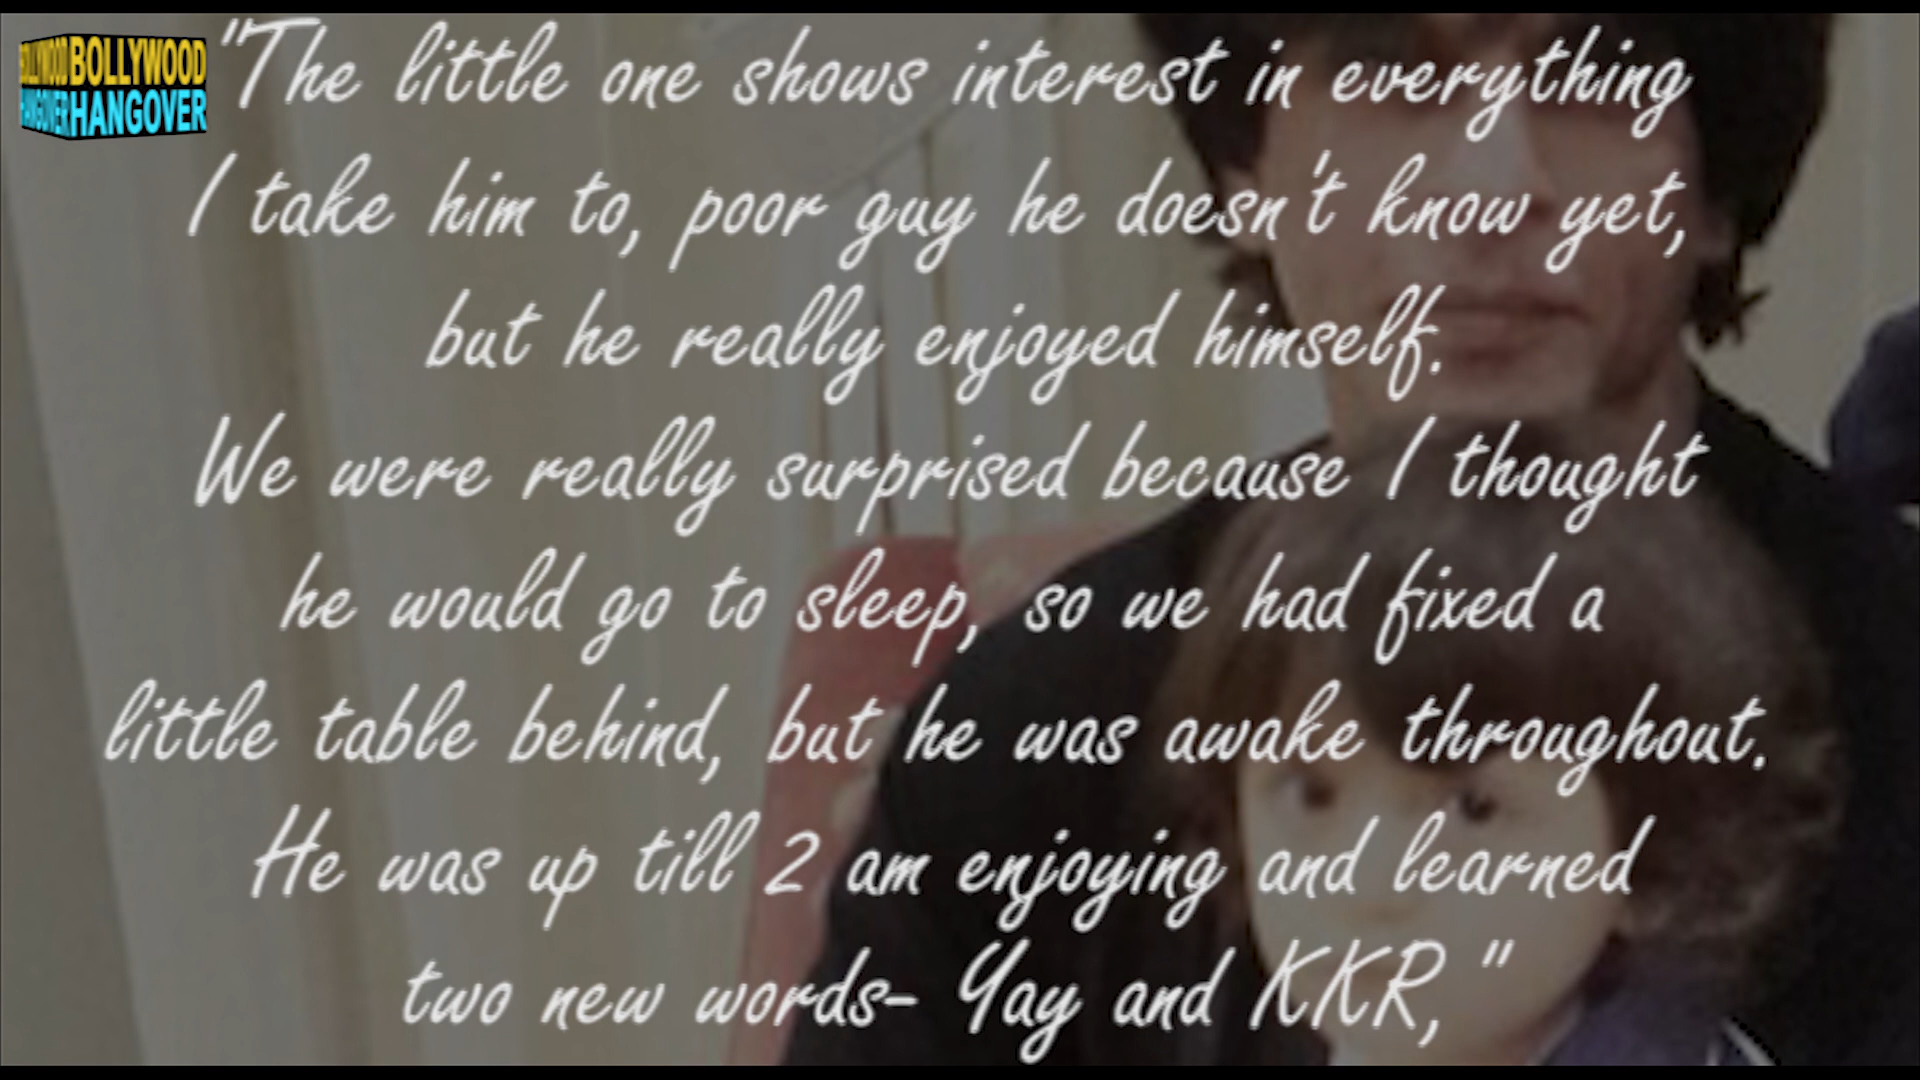 BOLLYWOOD BOLLYWOOD
HANGOVER HANGOVER
"The little one shows interest in everything
I take him to, poor guy he doesn't know yet,
but he really enjoyed himself.
We were really surprised because I thought
he would go to sleep, so we had fixed a
little table behind, but he was awake throughout.
He was up till 2 am enjoying and learned
two new words- Yay and KKR,"